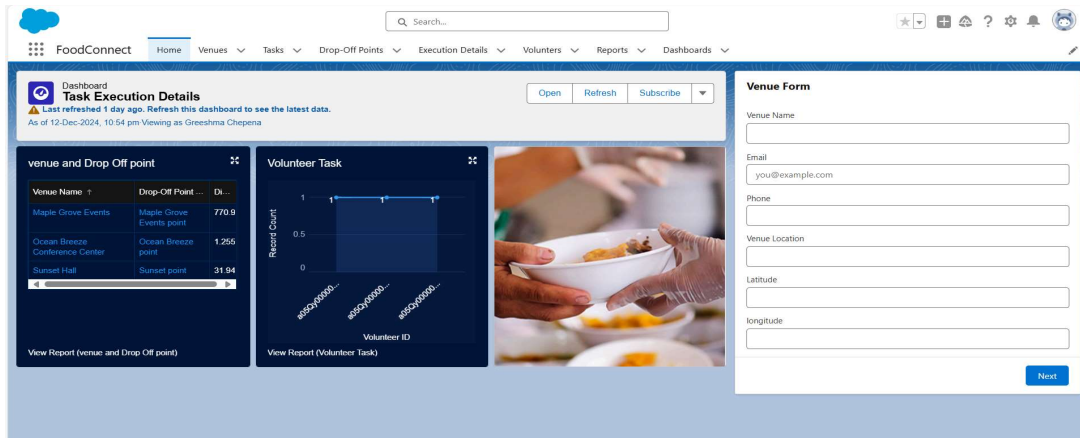 Search...
FoodConnect Home Venues Tasks Drop-Off Points Execution Details Volunters Reports Dashboards
Dashboard
Task Execution Details
Last refreshed 1 day ago. Refresh this dashboard to see the latest data.
As of 12-Dec-2024, 10:54 pm·Viewing as Greeshma Chepena
Open Refresh Subscribe
venue and Drop Off point
Venue Name ↑ Drop-Off Point ... Di...
Maple Grove Events Maple Grove 770.9
Events point
Ocean Breeze Ocean Breeze 1.255
Conference Center point
Sunset Hall Sunset point 31.94
View Report (venue and Drop Off point)
Volunteer Task
Record Count
1
0.5
0
1 1 1
a05Qy00000... a05Qy00000... a05Qy00000...
Volunteer ID
View Report (Volunteer Task)
Venue Form
Venue Name
Email
you@example.com
Phone
Venue Location
Latitude
longitude
Next